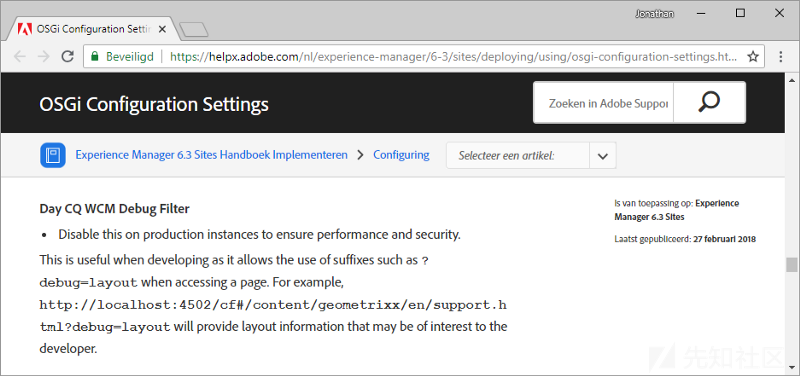 Jonathan
OSGi Configuration Settin
Beveiligd
https://helpx.adobe.com/nl/experience-manager/6-3/sites/deploying/using/osgi-configuration-settings.ht...
OSGi Configuration Settings
Zoeken in Adobe Suppor
Experience Manager 6.3 Sites Handboek Implementeren > Configuring
Selecteer een artikel:
Day CQ WCM Debug Filter
• Disable this on production instances to ensure performance and security.
This is useful when developing as it allows the use of suffixes such as ?
debug=layout when accessing a page. For example,
http://localhost:4502/cf#/content/geometrixx/en/support.h
tml?debug=layout will provide layout information that may be of interest to the
developer.
Is van toepassing op: Experience
Manager 6.3 Sites
Laatst gepubliceerd: 27 februari 2018
先知社区